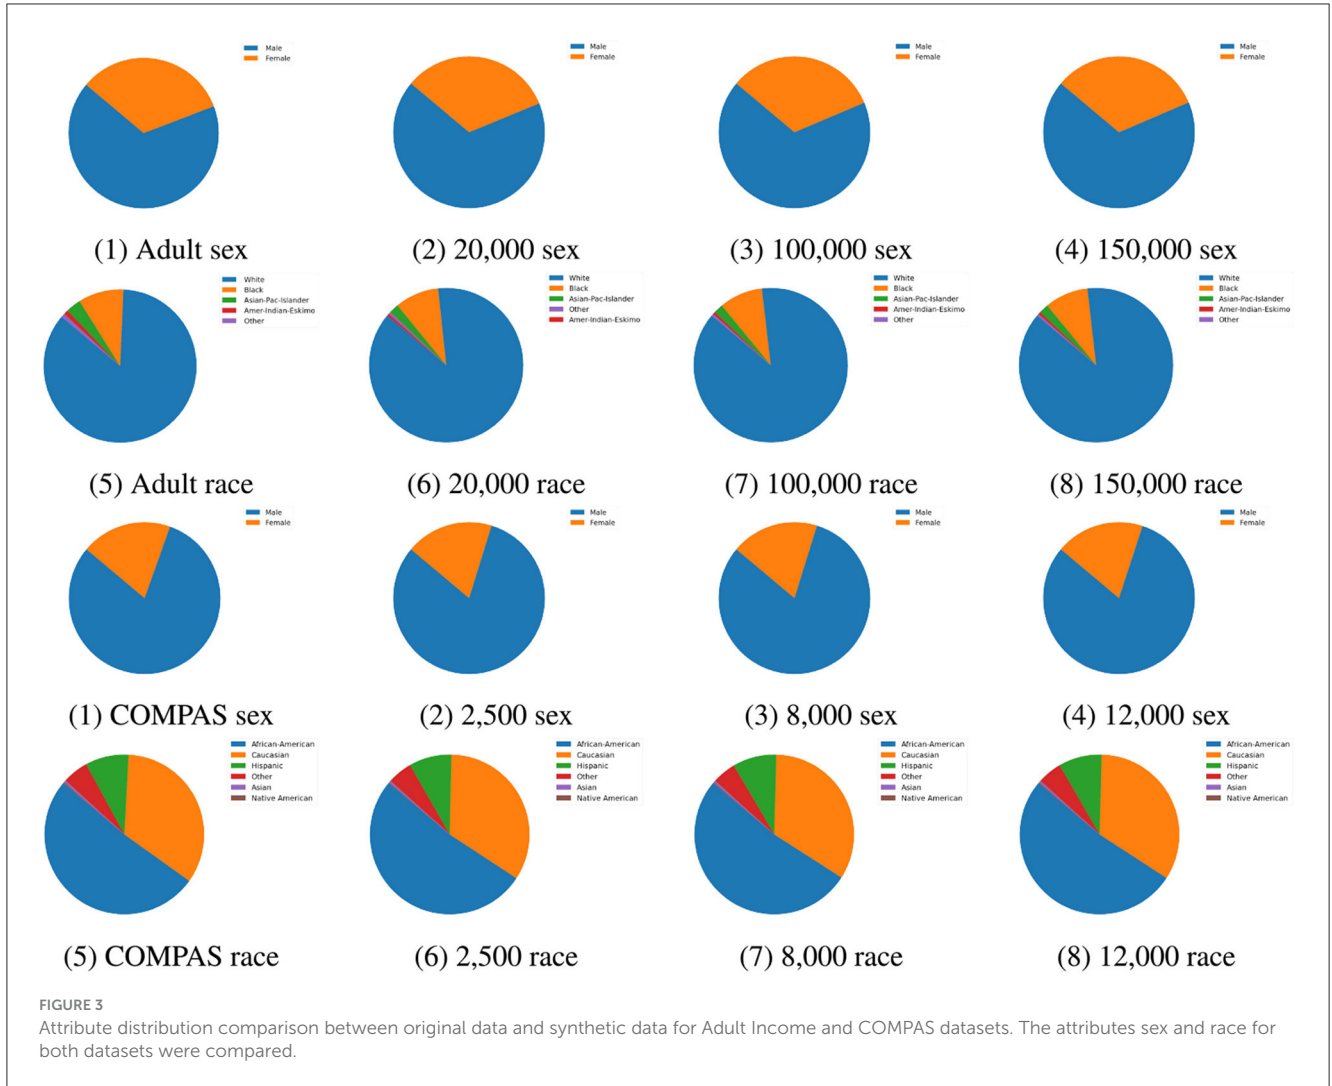 Male
Female
Male
Female
Male
Female
Male
Female
(1) Adult sex
(2) 20,000 sex
(3) 100,000 sex
(4) 150,000 sex
White
Black
Asian-Pac-Islander
Amer-Indian-Eskimo
Other
White
Black
Asian-Pac-Islander
Other
Amer-Indian-Eskimo
White
Black
Asian-Pac-Islander
Amer-Indian-Eskimo
Other
White
Black
Asian-Pac-Islander
Amer-Indian-Eskimo
Other
(5) Adult race
(6) 20,000 race
(7) 100,000 race
(8) 150,000 race
Male
Female
Male
Female
Male
Female
Male
Female
(1) COMPAS sex
(2) 2,500 sex
(3) 8,000 sex
(4) 12,000 sex
African-American
Caucasian
Hispanic
Other
Asian
Native American
African-American
Caucasian
Hispanic
Other
Asian
Native American
African-American
Caucasian
Hispanic
Other
Asian
Native American
African-American
Caucasian
Hispanic
Other
Asian
Native American
(5) COMPAS race
(6) 2,500 race
(7) 8,000 race
(8) 12,000 race
FIGURE 3
Attribute distribution comparison between original data and synthetic data for Adult Income and COMPAS datasets. The attributes sex and race for
both datasets were compared.